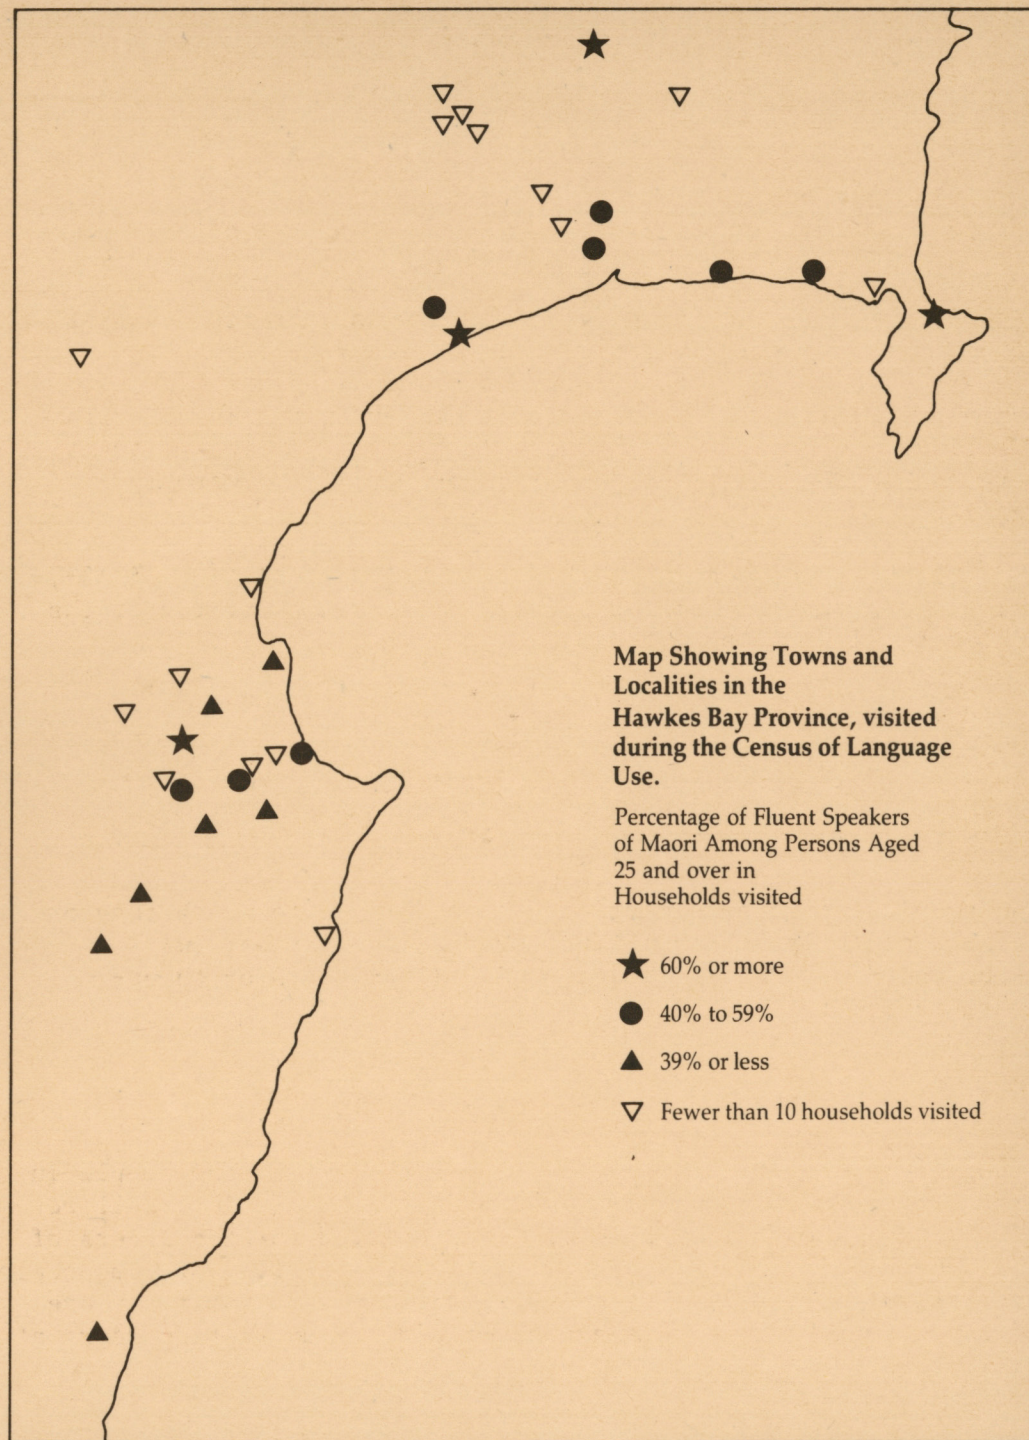 Map Showing Towns and
Localities in the
Hawkes Bay Province, visited
during the Census of Language
Use.
Percentage of Fluent Speakers
of Maori Among Persons Aged
25 and over in
Households visited
60% or more
40% to 59%
39% or less
Fewer than 10 households visited